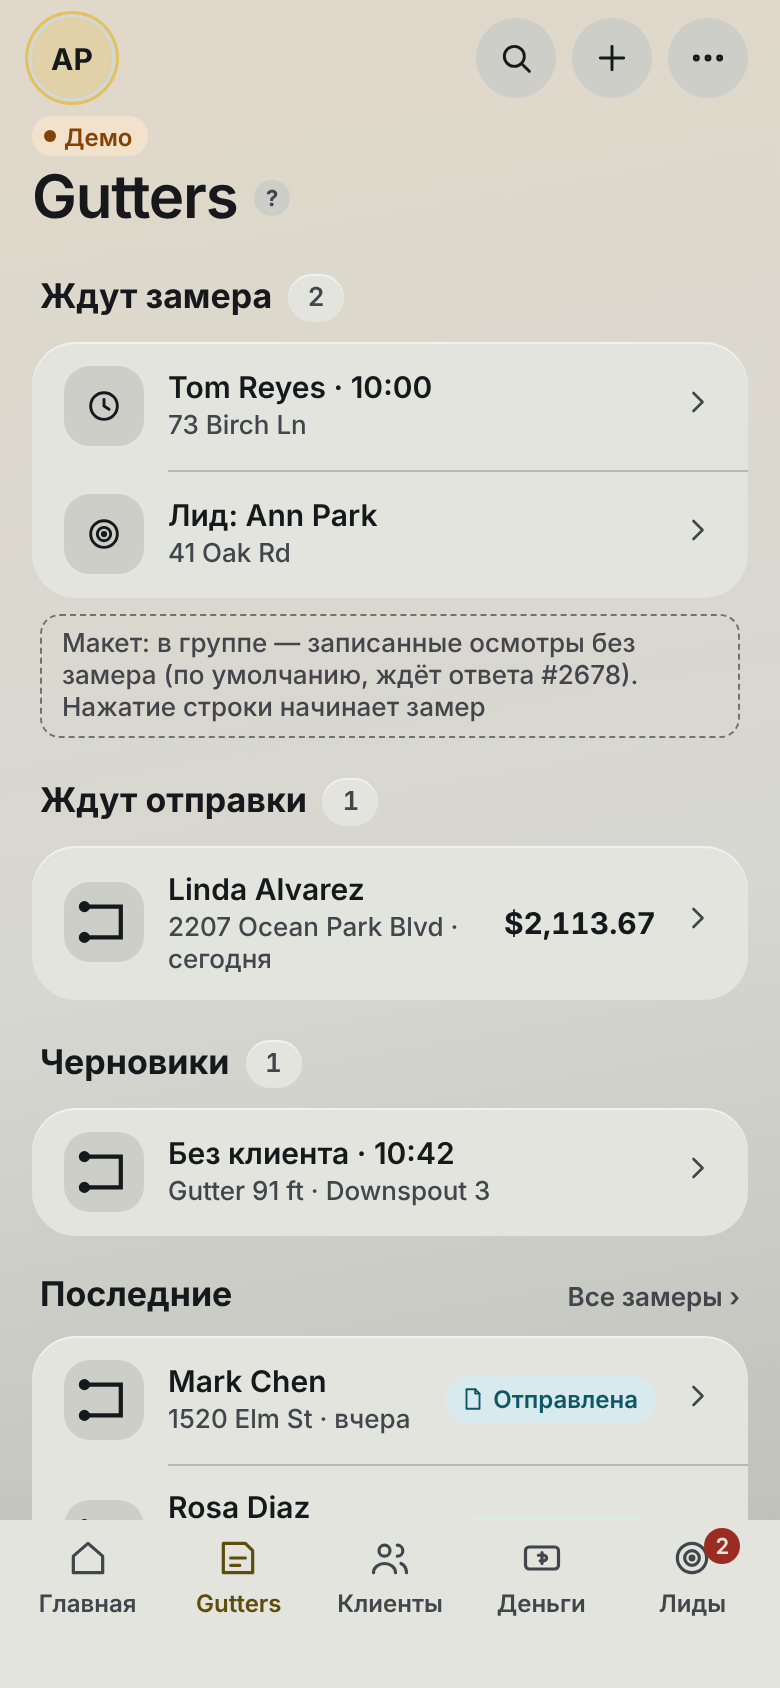 AP
Демо
Gutters ?
Ждут замера 2
Tom Reyes · 10:00
73 Birch Ln
Лид: Ann Park
41 Oak Rd
Макет: в группе — записанные осмотры без
замера (по умолчанию, ждёт ответа #2678).
Нажатие строки начинает замер
Ждут отправки 1
Linda Alvarez
2207 Ocean Park Blvd ·
сегодня
$2,113.67
Черновики 1
Без клиента · 10:42
Gutter 91 ft · Downspout 3
Последние
Все замеры ›
Mark Chen
1520 Elm St · вчера
Отправлена
Rosa Diaz
Главная
Gutters
Клиенты
Деньги
Лиды
2